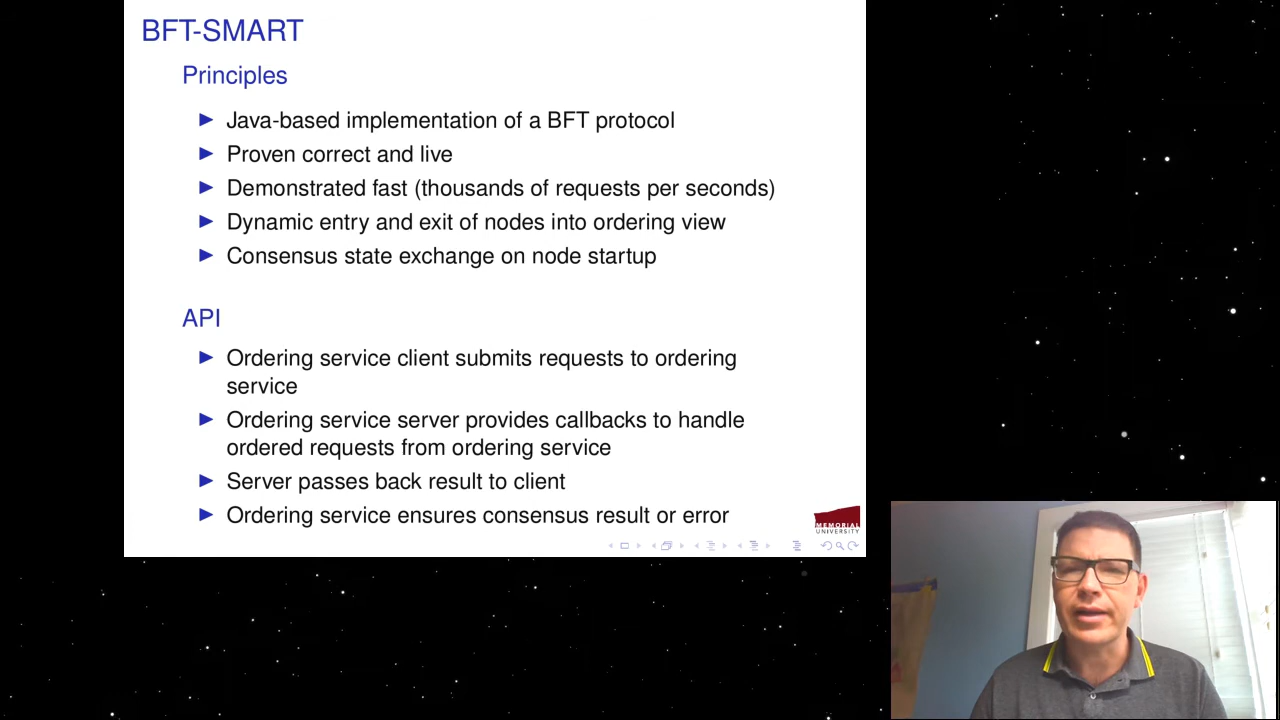 BFT-SMART
Principles
Java-based implementation of a BFT protocol
Proven correct and live
Demonstrated fast (thousands of requests per seconds)
Dynamic entry and exit of nodes into ordering view
Consensus state exchange on node startup
API
Ordering service client submits requests to ordering
service
Ordering service server provides callbacks to handle
ordered requests from ordering service
Server passes back result to client
Ordering service ensures consensus result or error
MEMORIAL
UNIVERSITY